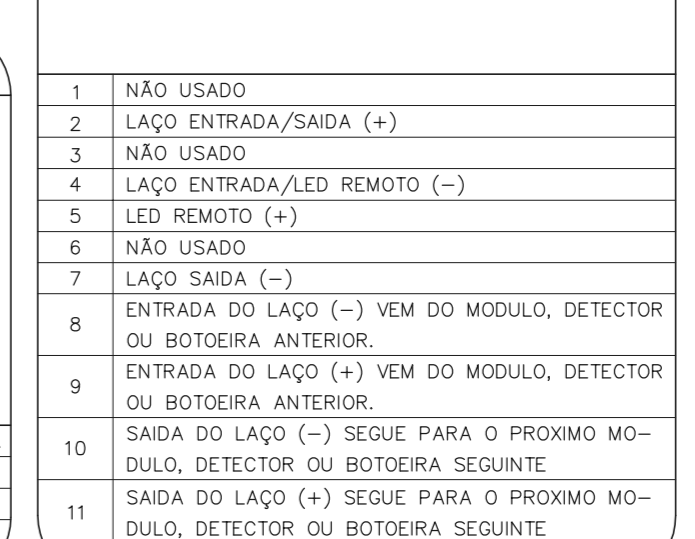 1 NÃO USADO
2 LAÇO ENTRADA/SAIDA (+)
3 NÃO USADO
4 LAÇO ENTRADA/LED REMOTO (−)
5 LED REMOTO (+)
6 NÃO USADO
7 LAÇO SAIDA (−)
8 ENTRADA DO LAÇO (−) VEM DO MODULO, DETECTOR
OU BOTOEIRA ANTERIOR.
9 ENTRADA DO LAÇO (+) VEM DO MODULO, DETECTOR
OU BOTOEIRA ANTERIOR.
10 SAIDA DO LAÇO (−) SEGUE PARA O PROXIMO MO−
DULO, DETECTOR OU BOTOEIRA SEGUINTE
11 SAIDA DO LAÇO (+) SEGUE PARA O PROXIMO MO−
DULO, DETECTOR OU BOTOEIRA SEGUINTE